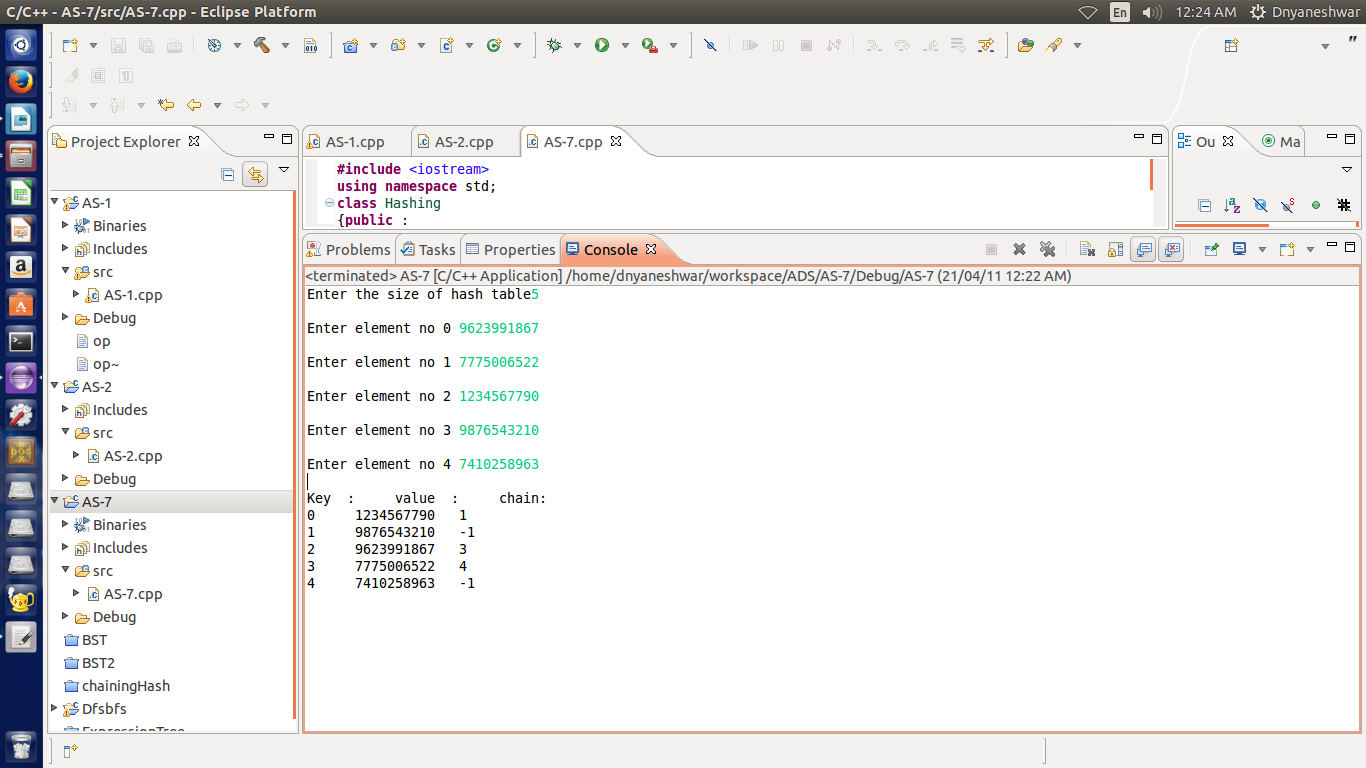 C/C++ - AS-7/src/AS-7.cpp - Eclipse Platform
En
12:24 AM
Dnyaneshwar
010
Project Explorer
AS-1
Binaries
Includes
src
AS-1.cpp
Debug
op
op~
AS-2
Includes
src
AS-2.cpp
Debug
AS-7
Binaries
Includes
src
AS-7.cpp
Debug
BST
BST2
chainingHash
Dfsbfs
ExpressionTree
AS-1.cpp
AS-2.cpp
AS-7.cpp
#include <iostream>
using namespace std;
class Hashing
{public :
Ou
Ma
Problems
Tasks
Properties
Console
<terminated> AS-7 [C/C++ Application] /home/dnyaneshwar/workspace/ADS/AS-7/Debug/AS-7 (21/04/11 12:22 AM)
Enter the size of hash table5
Enter element no 0 9623991867
Enter element no 1 7775006522
Enter element no 2 1234567790
Enter element no 3 9876543210
Enter element no 4 7410258963
Key  :     value  :     chain:
0     1234567790   1
1     9876543210   -1
2     9623991867   3
3     7775006522   4
4     7410258963   -1